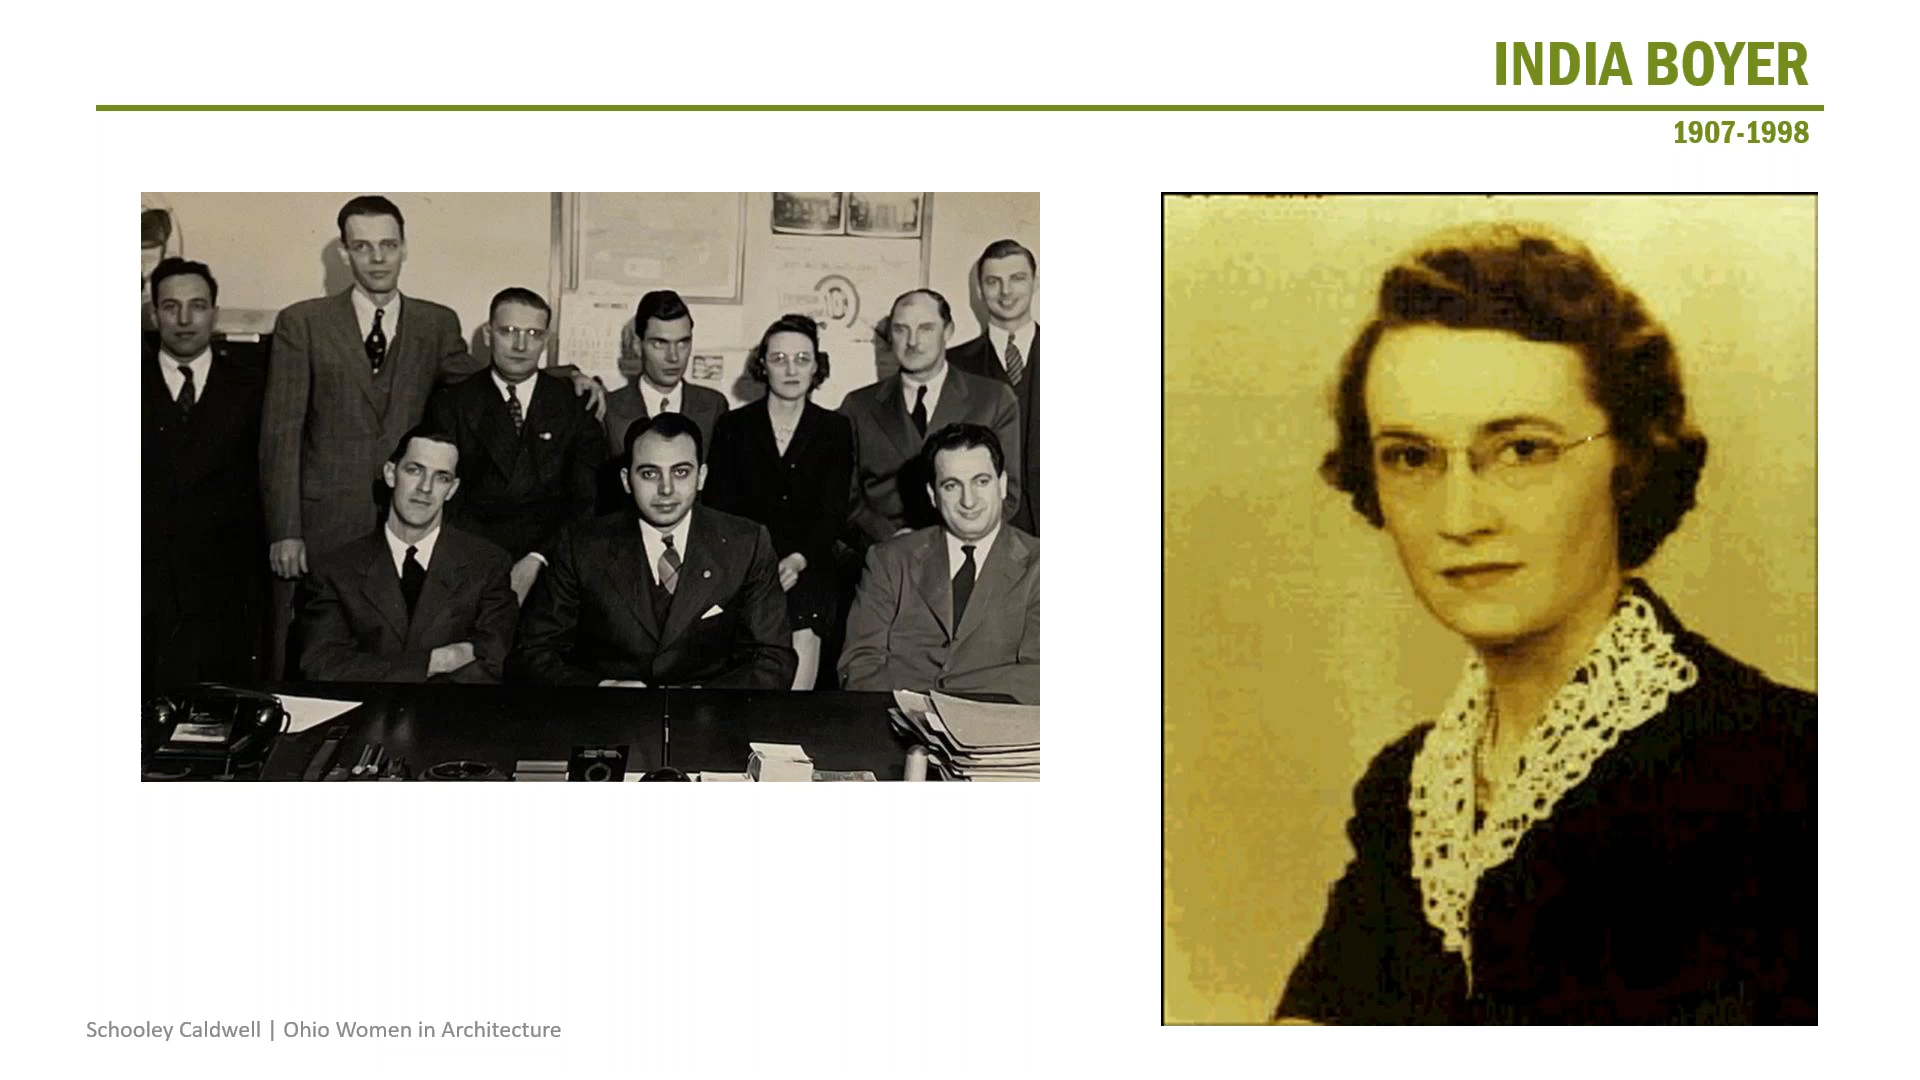 INDIA BOYER
1907-1998
Schooley Caldwell | Ohio Women in Architecture